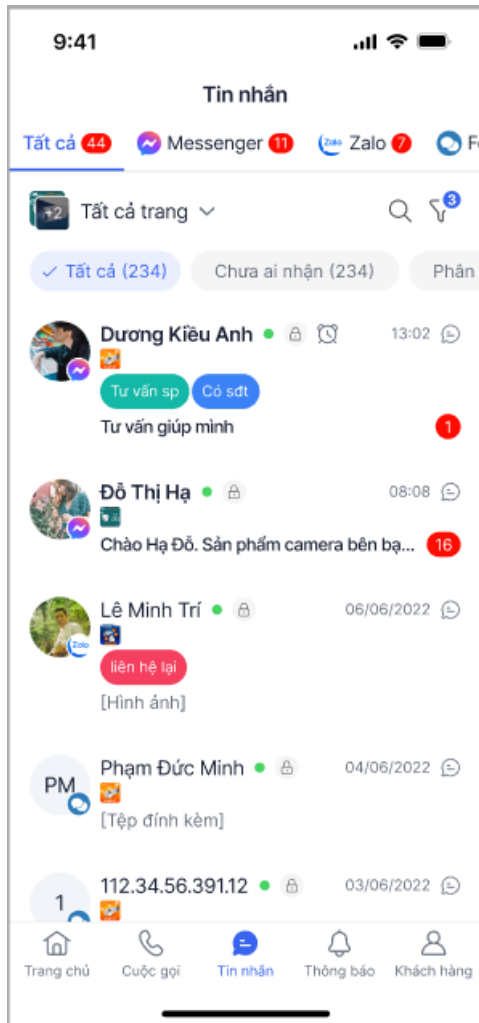 9:41
Tin nhắn
Tất cả 44 Messenger 11 Zalo Zalo 7 F
+2 Tất cả trang 3
Tất cả (234) Chưa ai nhận (234) Phân
Dương Kiều Anh 13:02
Tư vấn sp Có sđt
Tư vấn giúp mình 1
Đỗ Thị Hạ 08:08
Chào Hạ Đỗ. Sản phẩm camera bên bạ... 16
Lê Minh Trí 06/06/2022
Zalo
liên hệ lại
[Hình ảnh]
Phạm Đức Minh 04/06/2022
PM
[Tệp đính kèm]
112.34.56.391.12 03/06/2022
1
Trang chủ Cuộc gọi Tin nhắn Thông báo Khách hàng